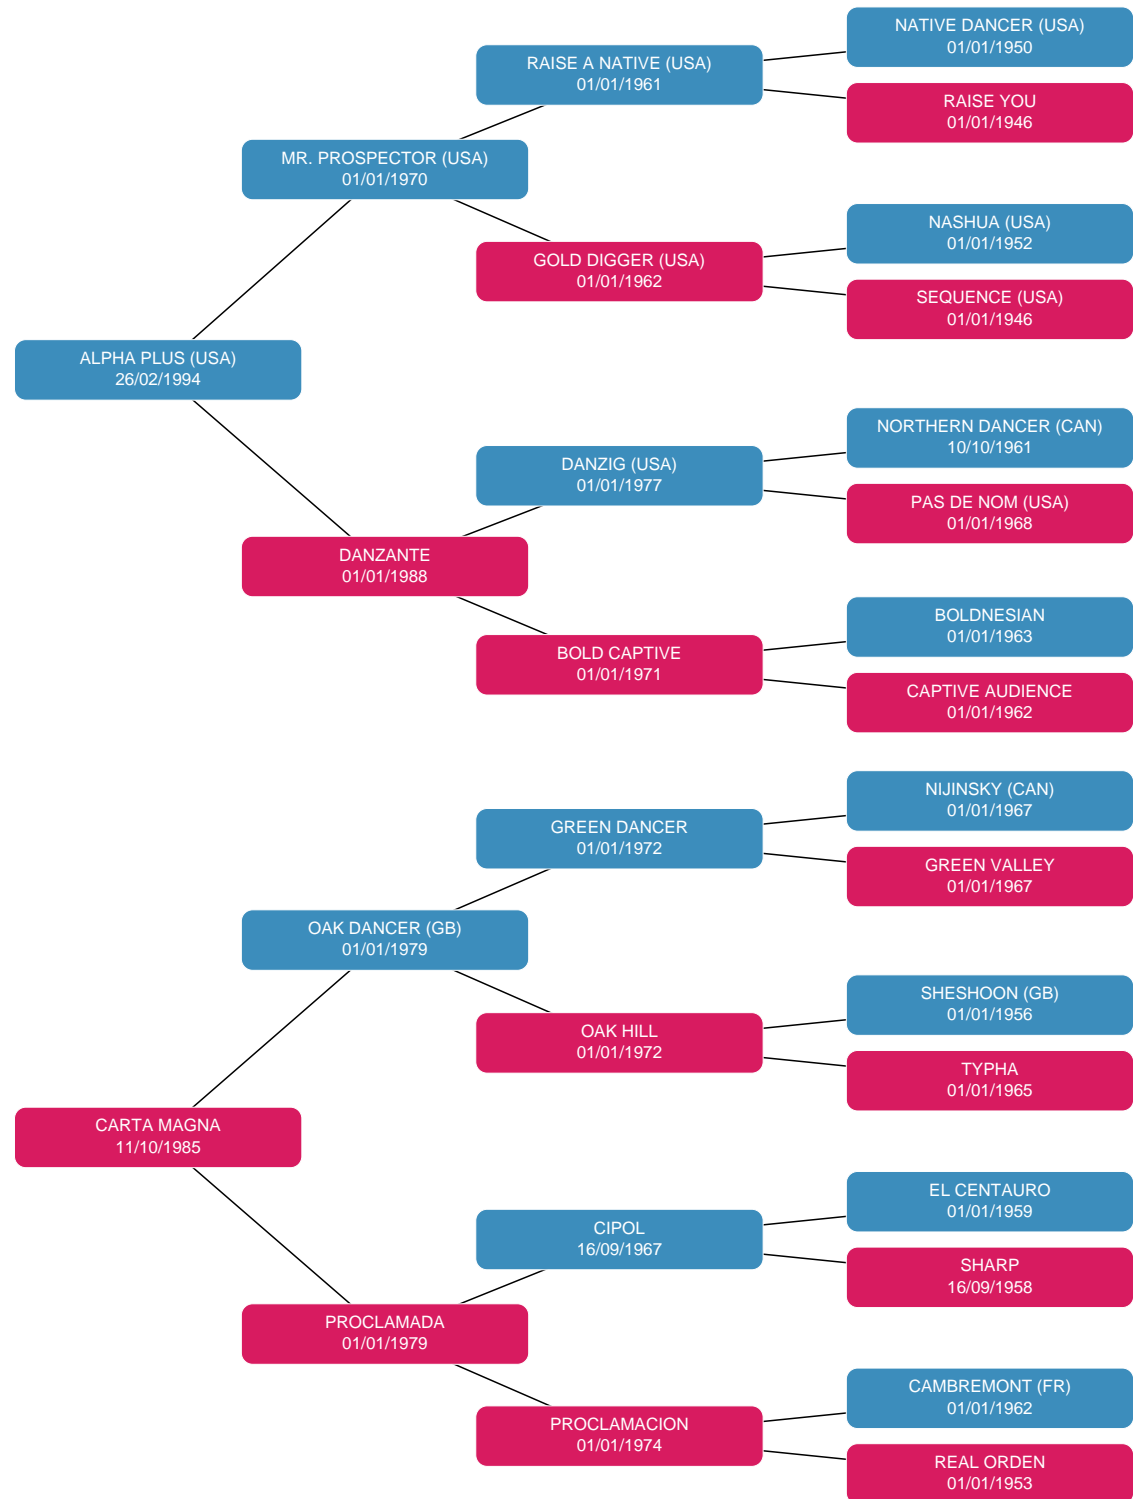 NATIVE DANCER (USA)
01/01/1950
RAISE A NATIVE (USA)
01/01/1961
RAISE YOU
01/01/1946
MR. PROSPECTOR (USA)
01/01/1970
NASHUA (USA)
01/01/1952
GOLD DIGGER (USA)
01/01/1962
SEQUENCE (USA)
01/01/1946
ALPHA PLUS (USA)
26/02/1994
NORTHERN DANCER (CAN)
10/10/1961
DANZIG (USA)
01/01/1977
PAS DE NOM (USA)
01/01/1968
DANZANTE
01/01/1988
BOLDNESIAN
01/01/1963
BOLD CAPTIVE
01/01/1971
CAPTIVE AUDIENCE
01/01/1962
NIJINSKY (CAN)
01/01/1967
GREEN DANCER
01/01/1972
GREEN VALLEY
01/01/1967
OAK DANCER (GB)
01/01/1979
SHESHOON (GB)
01/01/1956
OAK HILL
01/01/1972
TYPHA
01/01/1965
CARTA MAGNA
11/10/1985
EL CENTAURO
01/01/1959
CIPOL
16/09/1967
SHARP
16/09/1958
PROCLAMADA
01/01/1979
CAMBREMONT (FR)
01/01/1962
PROCLAMACION
01/01/1974
REAL ORDEN
01/01/1953